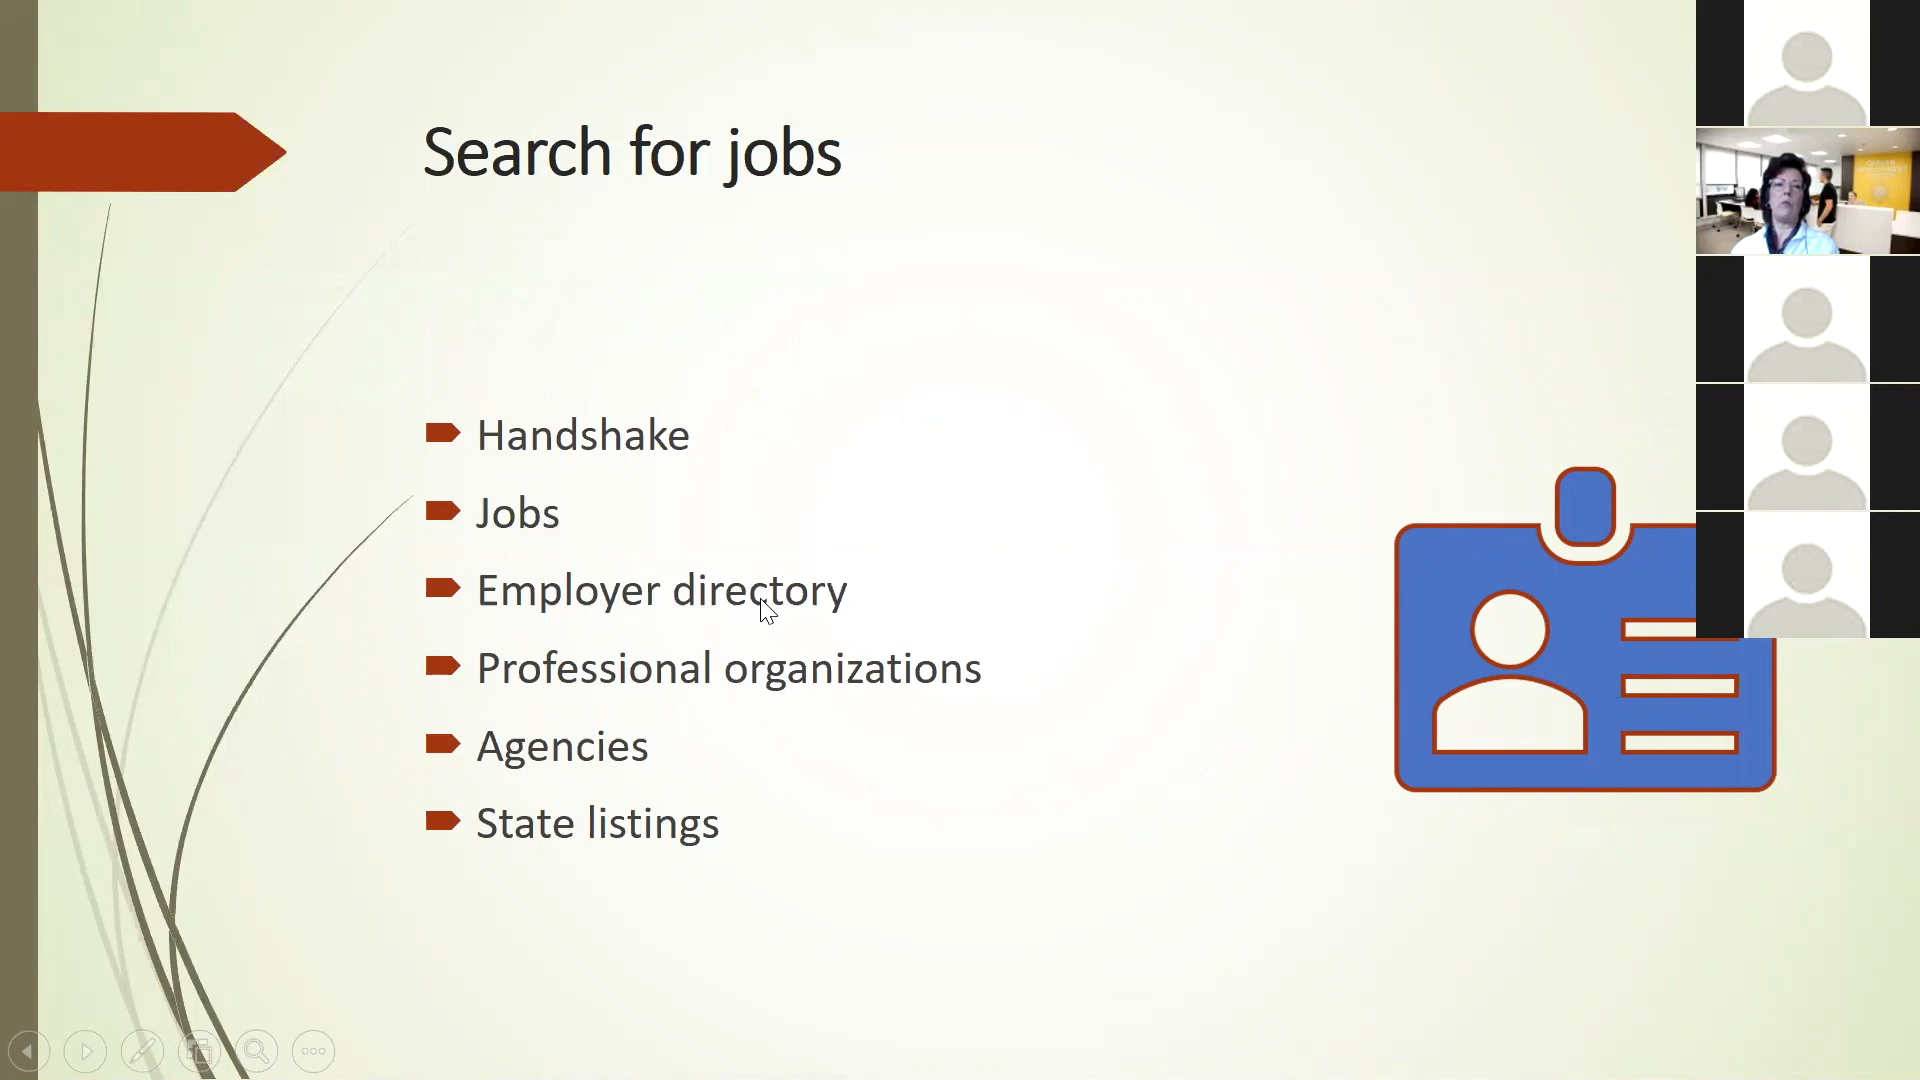 Search for jobs
Handshake
Jobs
Employer directory
Professional organizations
Agencies
State listings